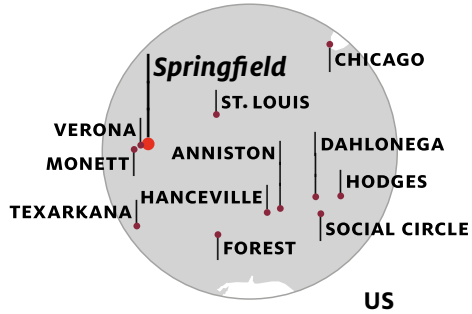 CHICAGO
Springfield
ST. LOUIS
VERONA
ANNISTON
DAHLONEGA
MONETT
HODGES
HANCEVILLE
TEXARKANA
SOCIAL CIRCLE
FOREST
US